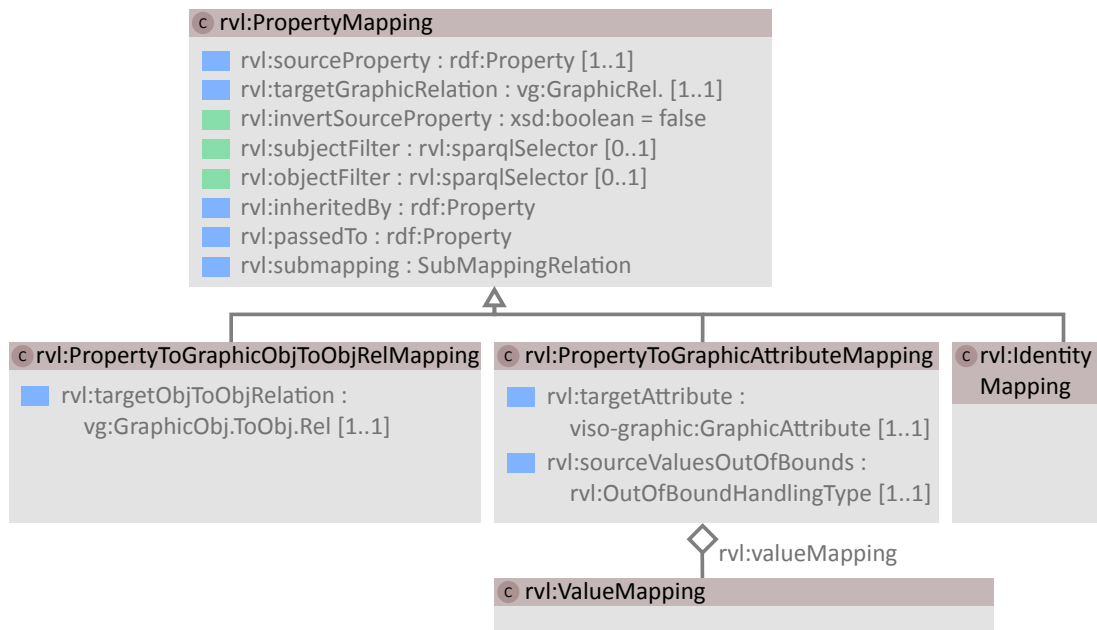 C rvl:PropertyMapping
rvl:sourceProperty : rdf:Property [1..1]
rvl:targetGraphicRelation : vg:GraphicRel. [1..1]
rvl:invertSourceProperty : xsd:boolean = false
rvl:subjectFilter : rvl:sparqlSelector [0..1]
rvl:objectFilter : rvl:sparqlSelector [0..1]
rvl:inheritedBy : rdf:Property
rvl:passedTo : rdf:Property
rvl:submapping : SubMappingRelation
C rvl:PropertyToGraphicObjToObjRelMapping
rvl:targetObjToObjRelation :
vg:GraphicObj.ToObj.Rel [1..1]
C rvl:PropertyToGraphicAttributeMapping
rvl:targetAttribute :
viso-graphic:GraphicAttribute [1..1]
rvl:sourceValuesOutOfBounds :
rvl:OutOfBoundHandlingType [1..1]
C rvl:Identity
Mapping
rvl:valueMapping
C rvl:ValueMapping